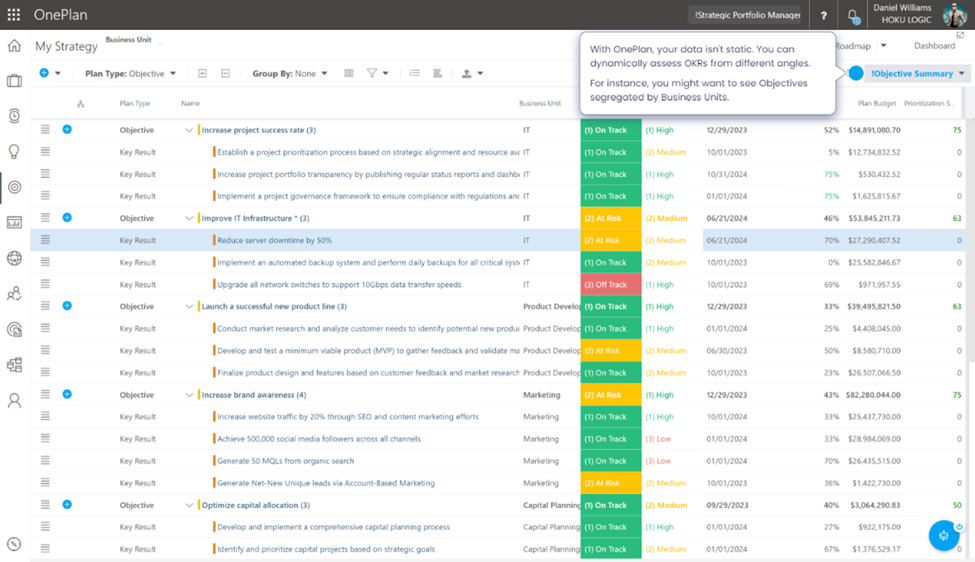 OnePlan
!Strategic Portfolio Manager
?
Daniel Williams
HOKU LOGIC
My Strategy
Business Unit
With OnePlan, your data isn't static. You can
dynamically assess OKRs from different angles.
For instance, you might want to see Objectives
segregated by Business Units.
Roadmap
Dashboard
Plan Type: Objective
Group By: None
!Objective Summary
Plan Type Name Business Unit Plan Budget Prioritization S...
Objective Increase project success rate (3) IT (1) On Track (1) High 12/29/2023 52% $14,891,080.70 75
Key Result Establish a project prioritization process based on strategic alignment and resource av IT (1) On Track (2) Medium 10/01/2023 5% $12,734,832.52 0
Key Result Increase project portfolio transparency by publishing regular status reports and dashb IT (1) On Track (1) High 10/31/2024 75% $530,432.52 0
Key Result Implement a project governance framework to ensure compliance with regulations and IT (1) On Track (1) High 01/01/2024 75% $1,625,815.67 0
Objective Improve IT Infrastructure * (3) IT (2) At Risk (2) Medium 06/21/2024 46% $53,845,211.73 63
Key Result Reduce server downtime by 50% IT (2) At Risk (2) Medium 06/21/2024 70% $27,290,407.52 0
Key Result Implement an automated backup system and perform daily backups for all critical syst IT (1) On Track (2) Medium 10/01/2023 0% $25,582,846.67 0
Key Result Upgrade all network switches to support 10Gbps data transfer speeds IT (3) Off Track (1) High 10/01/2023 69% $971,957.55 0
Objective Launch a successful new product line (3) Product Develop (1) On Track (1) High 12/29/2023 33% $39,495,821.50 63
Key Result Conduct market research and analyze customer needs to identify potential new produc Product Develop (1) On Track (1) High 01/01/2024 25% $4,408,045.00 0
Key Result Develop and test a minimum viable product (MVP) to gather feedback and validate ma Product Develop (2) At Risk (2) Medium 06/30/2023 50% $8,580,710.00 0
Key Result Finalize product design and features based on customer feedback and market research Product Develop (1) On Track (2) Medium 10/01/2023 23% $26,507,066.50 0
Objective Increase brand awareness (4) Marketing (2) At Risk (1) High 12/29/2023 43% $82,280,044.00 75
Key Result Increase website traffic by 20% through SEO and content marketing efforts Marketing (1) On Track (1) High 10/01/2024 33% $25,437,730.00 0
Key Result Achieve 500,000 social media followers across all channels Marketing (1) On Track (3) Low 01/01/2024 33% $28,984,069.00 0
Key Result Generate 50 MQLs from organic search Marketing (1) On Track (3) Low 01/01/2024 70% $26,435,515.00 0
Key Result Generate Net-New Unique leads via Account-Based Marketing Marketing (2) At Risk (2) Medium 10/01/2024 36% $1,422,730.00 0
Objective Optimize capital allocation (3) Capital Planning (1) On Track (2) Medium 09/29/2023 40% $3,064,290.83 50
Key Result Develop and implement a comprehensive capital planning process Capital Planning (1) On Track (1) High 01/01/2024 27% $922,175.00 0
Key Result Identify and prioritize capital projects based on strategic goals Capital Planning (1) On Track (2) Medium 01/01/2024 67% $1,376,529.17 0